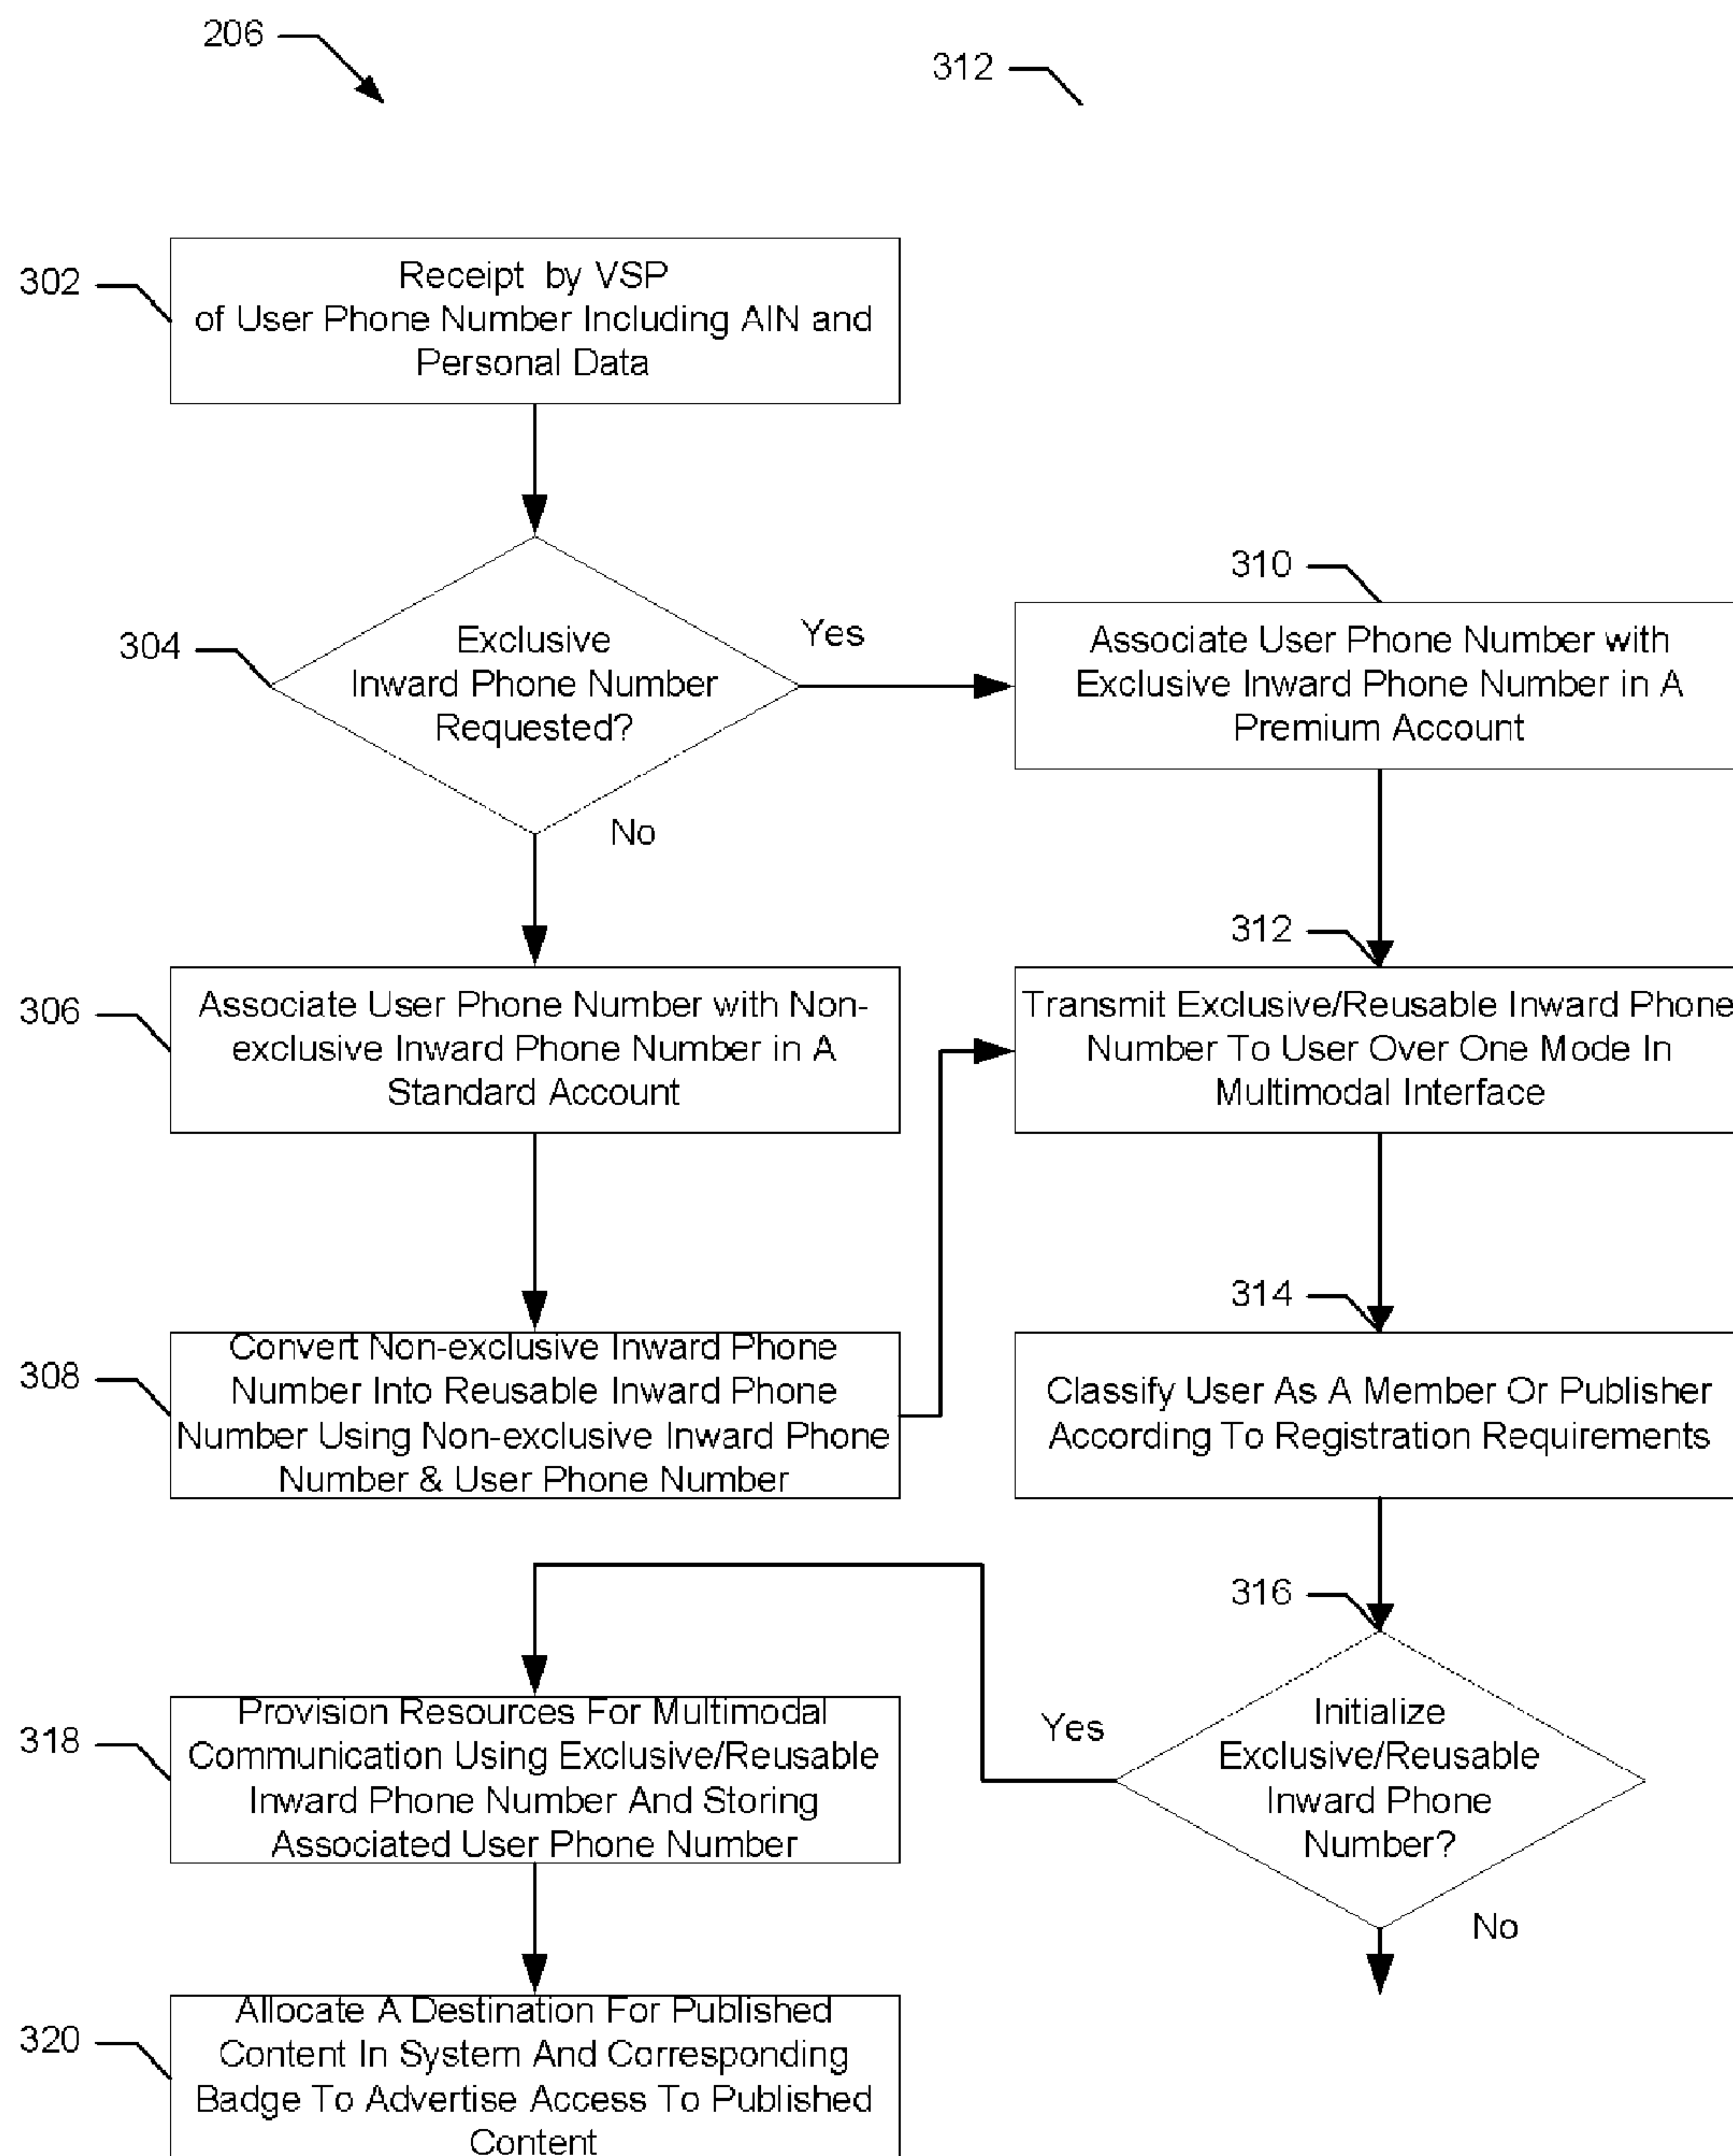 206
312
302
Receipt by VSP
of User Phone Number Including AIN and
Personal Data
304
Exclusive
Inward Phone Number
Requested?
Yes
No
310
Associate User Phone Number with
Exclusive Inward Phone Number in A
Premium Account
306
Associate User Phone Number with Non-
exclusive Inward Phone Number in A
Standard Account
312
Transmit Exclusive/Reusable Inward Phone
Number To User Over One Mode In
Multimodal Interface
308
Convert Non-exclusive Inward Phone
Number Into Reusable Inward Phone
Number Using Non-exclusive Inward Phone
Number & User Phone Number
314
Classify User As A Member Or Publisher
According To Registration Requirements
316
Initialize
Exclusive/Reusable
Inward Phone
Number?
Yes
No
318
Provision Resources For Multimodal
Communication Using Exclusive/Reusable
Inward Phone Number And Storing
Associated User Phone Number
320
Allocate A Destination For Published
Content In System And Corresponding
Badge To Advertise Access To Published
Content